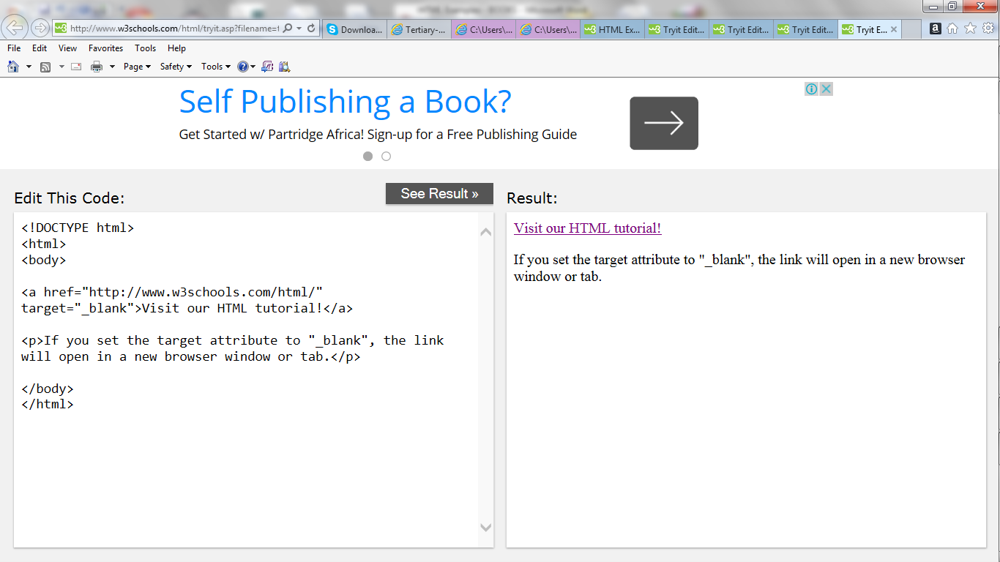 http://www.w3schools.com/html/tryit.asp?filename=t
Downloa...
Tertiary-...
C:\Users\...
C:\Users\...
HTML Ex...
Tryit Edit...
Tryit Edit...
Tryit Edit...
Tryit E...
File Edit View Favorites Tools Help
Page Safety Tools
Self Publishing a Book?
Get Started w/ Partridge Africa! Sign-up for a Free Publishing Guide
Edit This Code:
See Result »
<!DOCTYPE html>
<html>
<body>
<a href="http://www.w3schools.com/html/"
target="_blank">Visit our HTML tutorial!</a>
<p>If you set the target attribute to "_blank", the link
will open in a new browser window or tab.</p>
</body>
</html>
Result:
Visit our HTML tutorial!
If you set the target attribute to "_blank", the link will open in a new browser
window or tab.